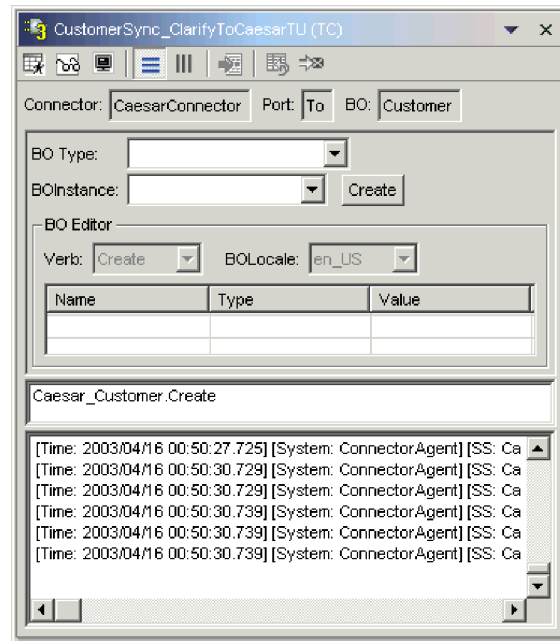 CustomerSync_ClarifyToCaesarTU (TC)
Connector: CaesarConnector Port: To BO: Customer
BO Type:
BOInstance: Create
BO Editor
Verb: Create BOLocale: en_US
Name Type Value
Caesar_Customer.Create
[Time: 2003/04/16 00:50:27.725] [System: ConnectorAgent] [SS: Ca
[Time: 2003/04/16 00:50:30.729] [System: ConnectorAgent] [SS: Ca
[Time: 2003/04/16 00:50:30.729] [System: ConnectorAgent] [SS: Ca
[Time: 2003/04/16 00:50:30.739] [System: ConnectorAgent] [SS: Ca
[Time: 2003/04/16 00:50:30.739] [System: ConnectorAgent] [SS: Ca
[Time: 2003/04/16 00:50:30.739] [System: ConnectorAgent] [SS: Ca